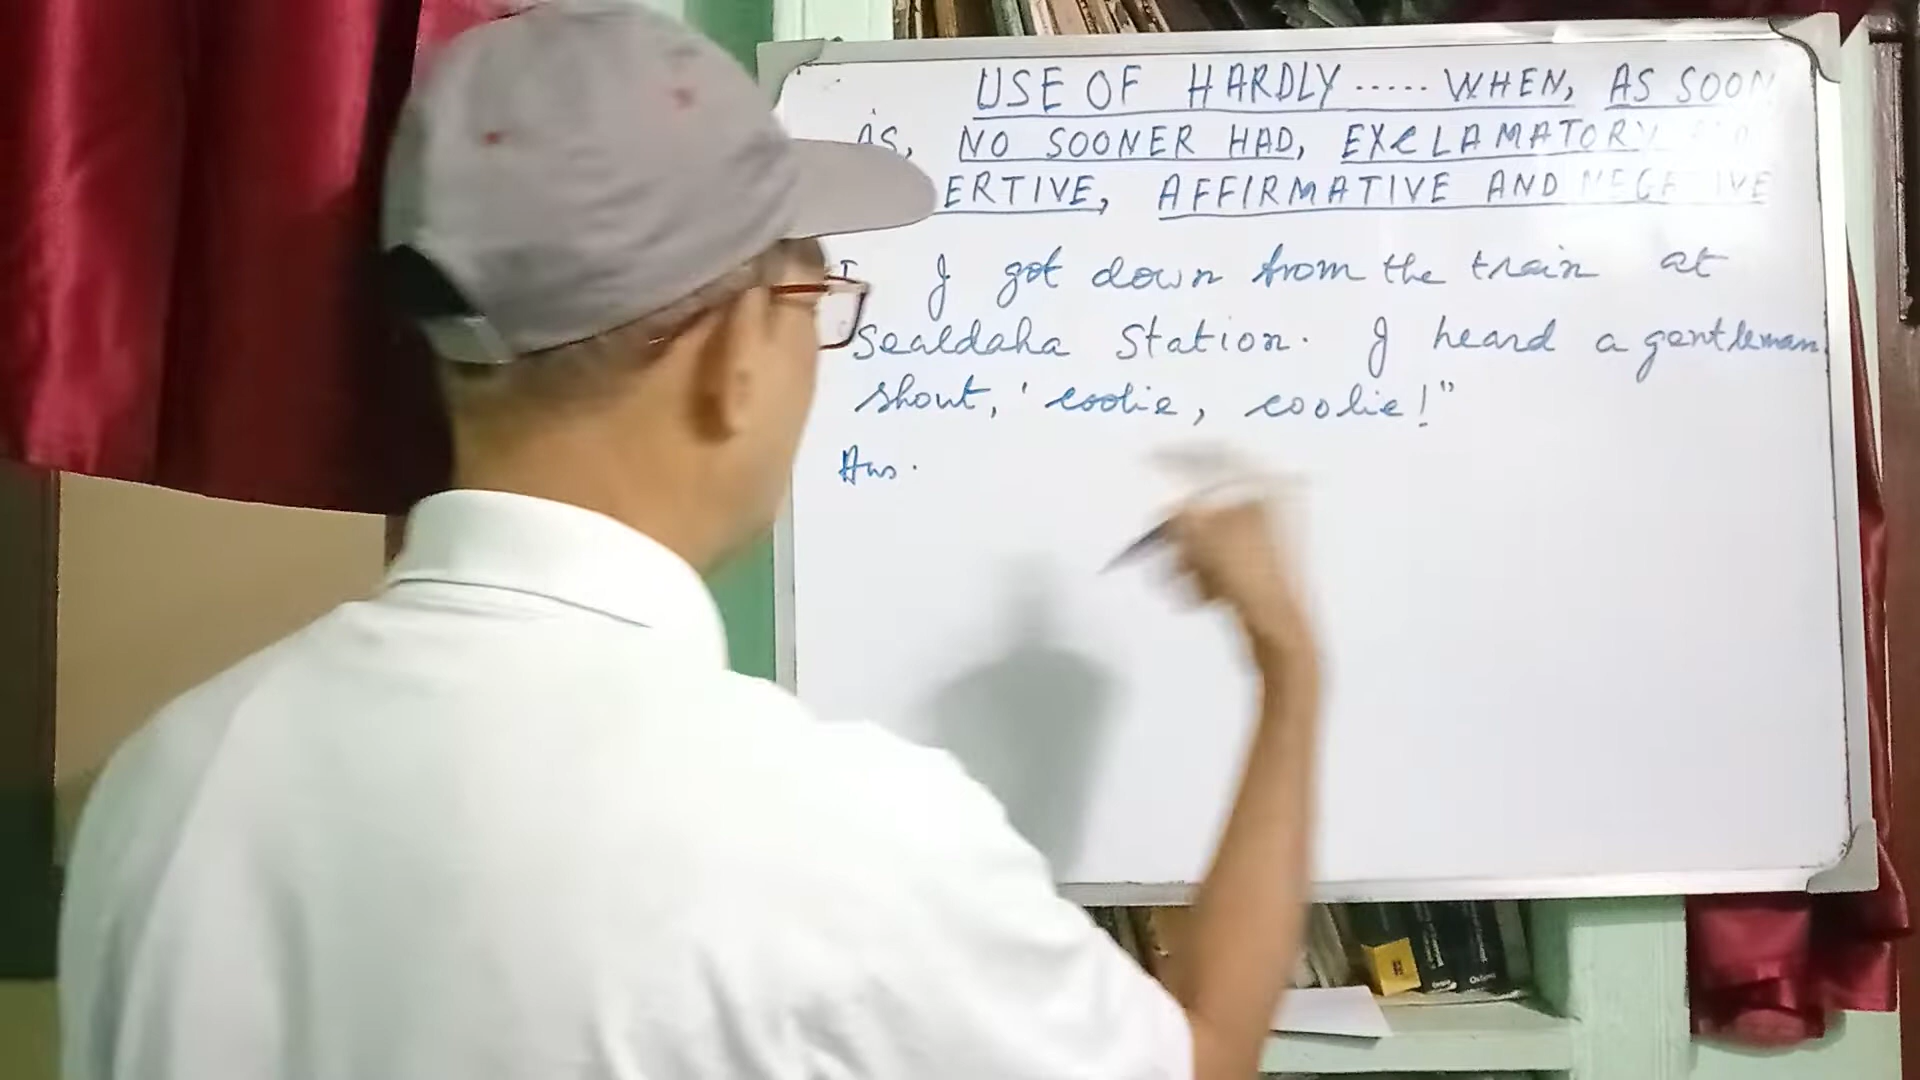 USE OF HARDLY ..... WHEN, AS SOON
AS, NO SOONER HAD, EXCLAMATORY
ERTIVE, AFFIRMATIVE AND NEGATIVE
I got down from the train at
Sealdaha Station. I heard a gentleman
shout, ' coolie, coolie!"
Ans.